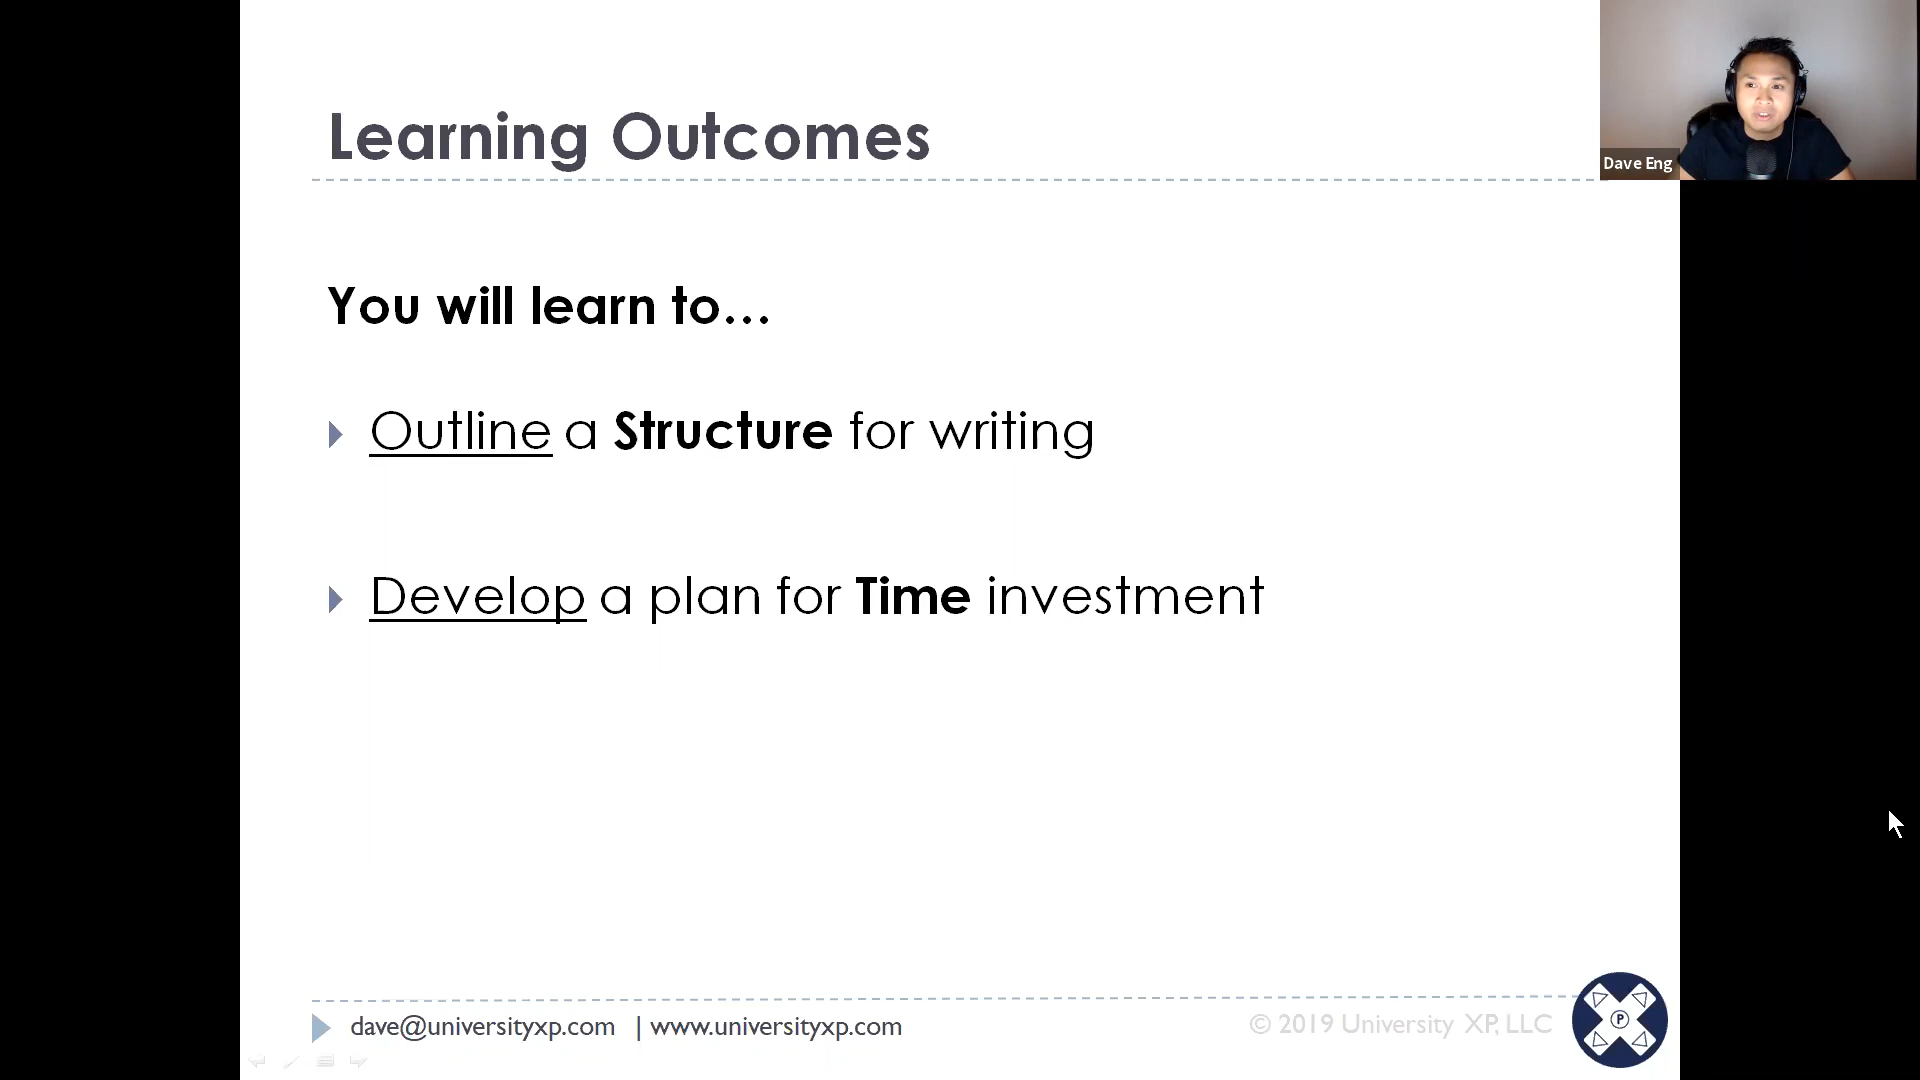 Learning Outcomes
Dave Eng
You will learn to...
Outline a Structure for writing
Develop a plan for Time investment
dave@universityxp.com | www.universityxp.com
© 2019 University XP, LLC
P